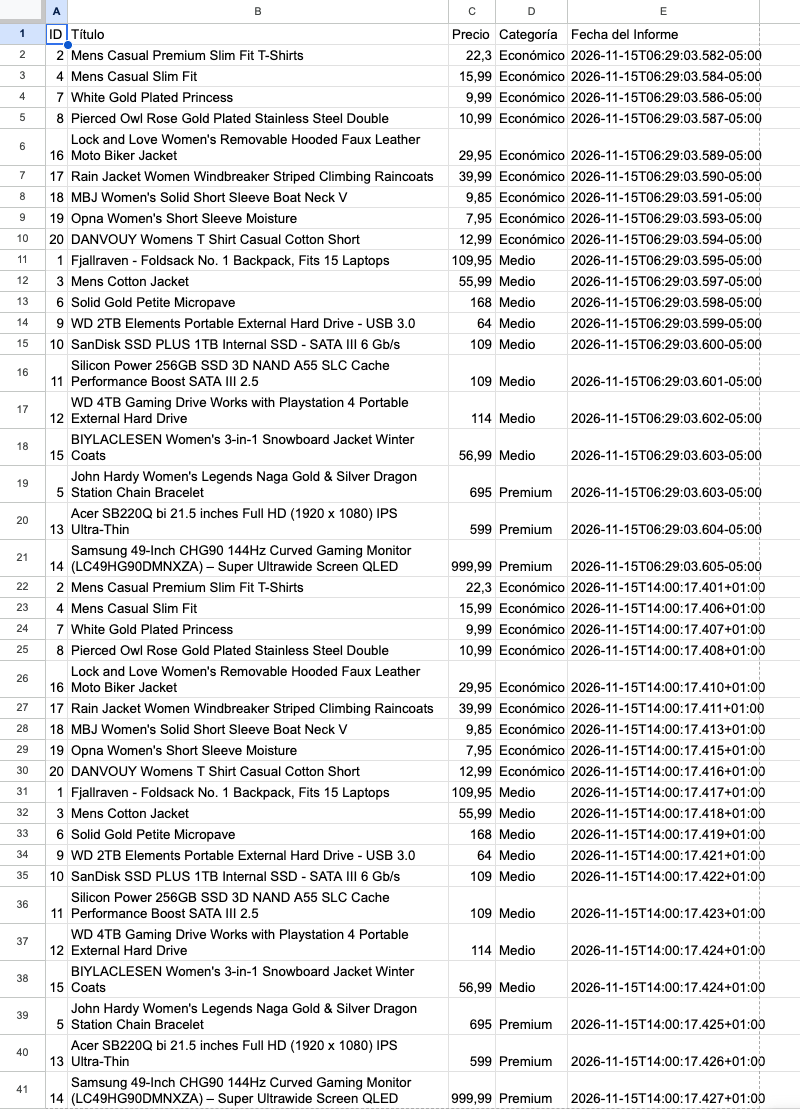 A B C D E
1 ID Título Precio Categoría Fecha del Informe
2 2 Mens Casual Premium Slim Fit T-Shirts 22,3 Económico 2026-11-15T06:29:03.582-05:00
3 4 Mens Casual Slim Fit 15,99 Económico 2026-11-15T06:29:03.584-05:00
4 7 White Gold Plated Princess 9,99 Económico 2026-11-15T06:29:03.586-05:00
5 8 Pierced Owl Rose Gold Plated Stainless Steel Double 10,99 Económico 2026-11-15T06:29:03.587-05:00
Lock and Love Women's Removable Hooded Faux Leather
6 16 Moto Biker Jacket 29,95 Económico 2026-11-15T06:29:03.589-05:00
7 17 Rain Jacket Women Windbreaker Striped Climbing Raincoats 39,99 Económico 2026-11-15T06:29:03.590-05:00
8 18 MBJ Women's Solid Short Sleeve Boat Neck V 9,85 Económico 2026-11-15T06:29:03.591-05:00
9 19 Opna Women's Short Sleeve Moisture 7,95 Económico 2026-11-15T06:29:03.593-05:00
10 20 DANVOUY Womens T Shirt Casual Cotton Short 12,99 Económico 2026-11-15T06:29:03.594-05:00
11 1 Fjallraven - Foldsack No. 1 Backpack, Fits 15 Laptops 109,95 Medio 2026-11-15T06:29:03.595-05:00
12 3 Mens Cotton Jacket 55,99 Medio 2026-11-15T06:29:03.597-05:00
13 6 Solid Gold Petite Micropave 168 Medio 2026-11-15T06:29:03.598-05:00
14 9 WD 2TB Elements Portable External Hard Drive - USB 3.0 64 Medio 2026-11-15T06:29:03.599-05:00
15 10 SanDisk SSD PLUS 1TB Internal SSD - SATA III 6 Gb/s 109 Medio 2026-11-15T06:29:03.600-05:00
Silicon Power 256GB SSD 3D NAND A55 SLC Cache
16 11 Performance Boost SATA III 2.5 109 Medio 2026-11-15T06:29:03.601-05:00
WD 4TB Gaming Drive Works with Playstation 4 Portable
17 12 External Hard Drive 114 Medio 2026-11-15T06:29:03.602-05:00
BIYLACLESEN Women's 3-in-1 Snowboard Jacket Winter
18 15 Coats 56,99 Medio 2026-11-15T06:29:03.603-05:00
John Hardy Women's Legends Naga Gold & Silver Dragon
19 5 Station Chain Bracelet 695 Premium 2026-11-15T06:29:03.603-05:00
Acer SB220Q bi 21.5 inches Full HD (1920 x 1080) IPS
20 13 Ultra-Thin 599 Premium 2026-11-15T06:29:03.604-05:00
Samsung 49-Inch CHG90 144Hz Curved Gaming Monitor
21 14 (LC49HG90DMNXZA) – Super Ultrawide Screen QLED 999,99 Premium 2026-11-15T06:29:03.605-05:00
22 2 Mens Casual Premium Slim Fit T-Shirts 22,3 Económico 2026-11-15T14:00:17.401+01:00
23 4 Mens Casual Slim Fit 15,99 Económico 2026-11-15T14:00:17.406+01:00
24 7 White Gold Plated Princess 9,99 Económico 2026-11-15T14:00:17.407+01:00
25 8 Pierced Owl Rose Gold Plated Stainless Steel Double 10,99 Económico 2026-11-15T14:00:17.408+01:00
Lock and Love Women's Removable Hooded Faux Leather
26 16 Moto Biker Jacket 29,95 Económico 2026-11-15T14:00:17.410+01:00
27 17 Rain Jacket Women Windbreaker Striped Climbing Raincoats 39,99 Económico 2026-11-15T14:00:17.411+01:00
28 18 MBJ Women's Solid Short Sleeve Boat Neck V 9,85 Económico 2026-11-15T14:00:17.413+01:00
29 19 Opna Women's Short Sleeve Moisture 7,95 Económico 2026-11-15T14:00:17.415+01:00
30 20 DANVOUY Womens T Shirt Casual Cotton Short 12,99 Económico 2026-11-15T14:00:17.416+01:00
31 1 Fjallraven - Foldsack No. 1 Backpack, Fits 15 Laptops 109,95 Medio 2026-11-15T14:00:17.417+01:00
32 3 Mens Cotton Jacket 55,99 Medio 2026-11-15T14:00:17.418+01:00
33 6 Solid Gold Petite Micropave 168 Medio 2026-11-15T14:00:17.419+01:00
34 9 WD 2TB Elements Portable External Hard Drive - USB 3.0 64 Medio 2026-11-15T14:00:17.421+01:00
35 10 SanDisk SSD PLUS 1TB Internal SSD - SATA III 6 Gb/s 109 Medio 2026-11-15T14:00:17.422+01:00
Silicon Power 256GB SSD 3D NAND A55 SLC Cache
36 11 Performance Boost SATA III 2.5 109 Medio 2026-11-15T14:00:17.423+01:00
WD 4TB Gaming Drive Works with Playstation 4 Portable
37 12 External Hard Drive 114 Medio 2026-11-15T14:00:17.424+01:00
BIYLACLESEN Women's 3-in-1 Snowboard Jacket Winter
38 15 Coats 56,99 Medio 2026-11-15T14:00:17.424+01:00
John Hardy Women's Legends Naga Gold & Silver Dragon
39 5 Station Chain Bracelet 695 Premium 2026-11-15T14:00:17.425+01:00
Acer SB220Q bi 21.5 inches Full HD (1920 x 1080) IPS
40 13 Ultra-Thin 599 Premium 2026-11-15T14:00:17.426+01:00
Samsung 49-Inch CHG90 144Hz Curved Gaming Monitor
41 14 (LC49HG90DMNXZA) – Super Ultrawide Screen QLED 999,99 Premium 2026-11-15T14:00:17.427+01:00